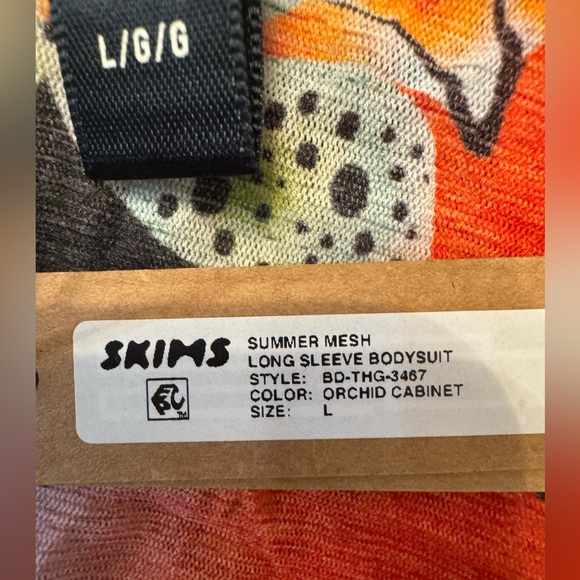 L/G/G
SKIMS
SUMMER MESH
LONG SLEEVE BODYSUIT
STYLE: BD-THG-3467
COLOR: ORCHID CABINET
SIZE: L